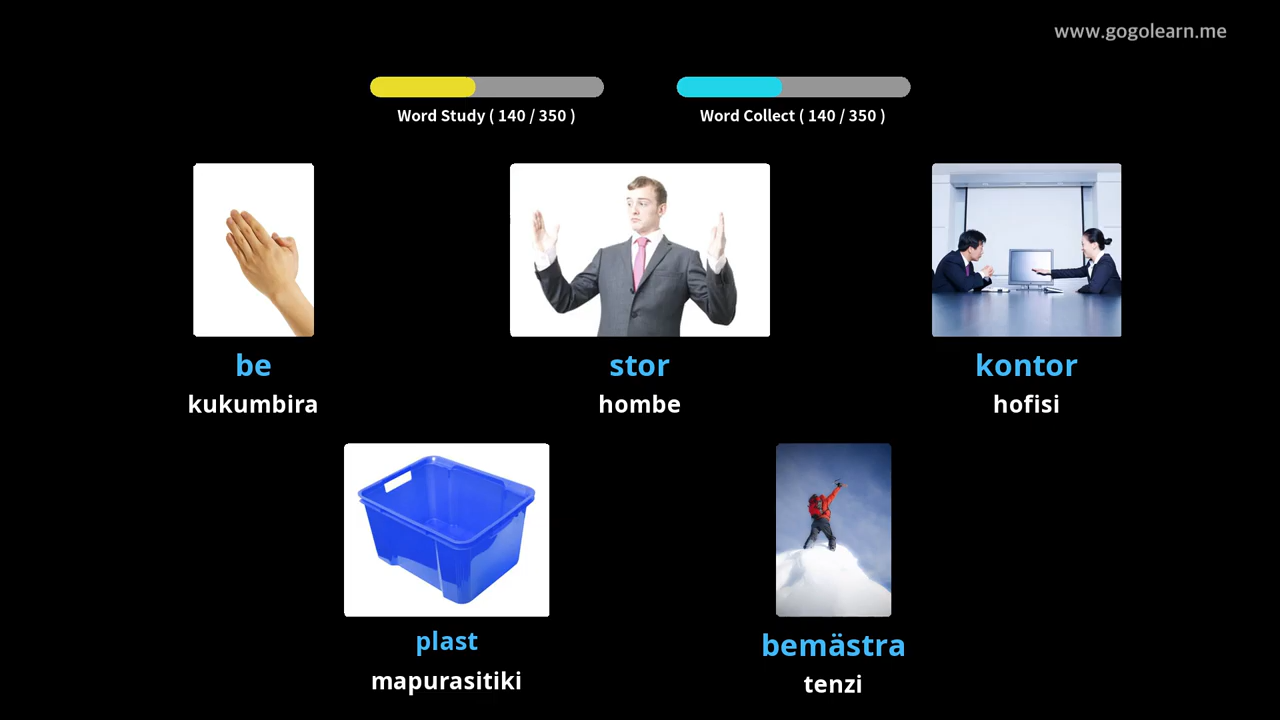 www.gogolearn.me
Word Study ( 140 / 350 )
Word Collect ( 140 / 350 )
be
kukumbira
stor
hombe
kontor
hofisi
plast
mapurasitiki
bemästra
tenzi